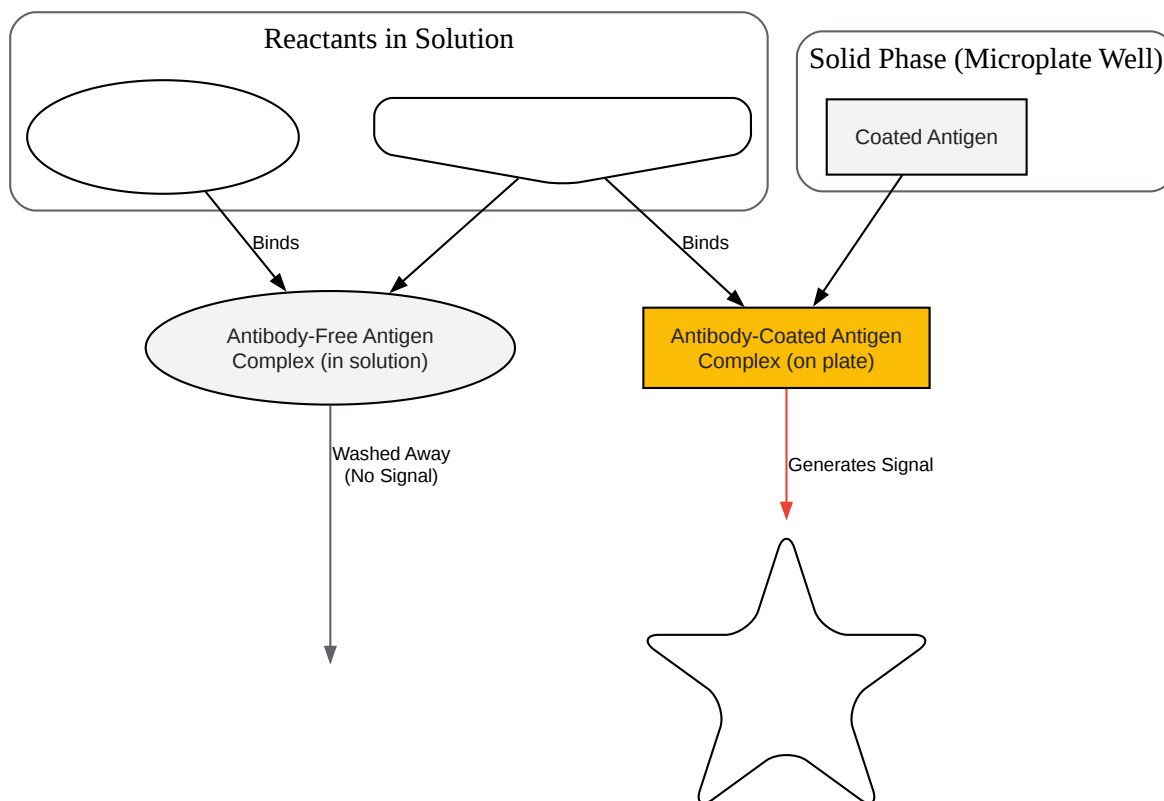 Reactants in Solution
Solid Phase (Microplate Well)
Coated Antigen
Binds
Binds
Antibody-Free Antigen
Complex (in solution)
Antibody-Coated Antigen
Complex (on plate)
Washed Away
(No Signal)
Generates Signal